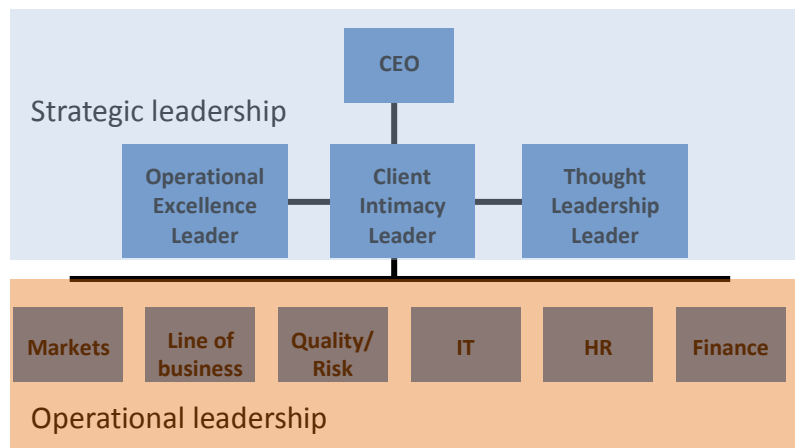 CEO
Strategic leadership
Operational
Excellence
Leader
Client
Intimacy
Leader
Thought
Leadership
Leader
Markets
Line of
business
Quality/
Risk
IT
HR
Finance
Operational leadership